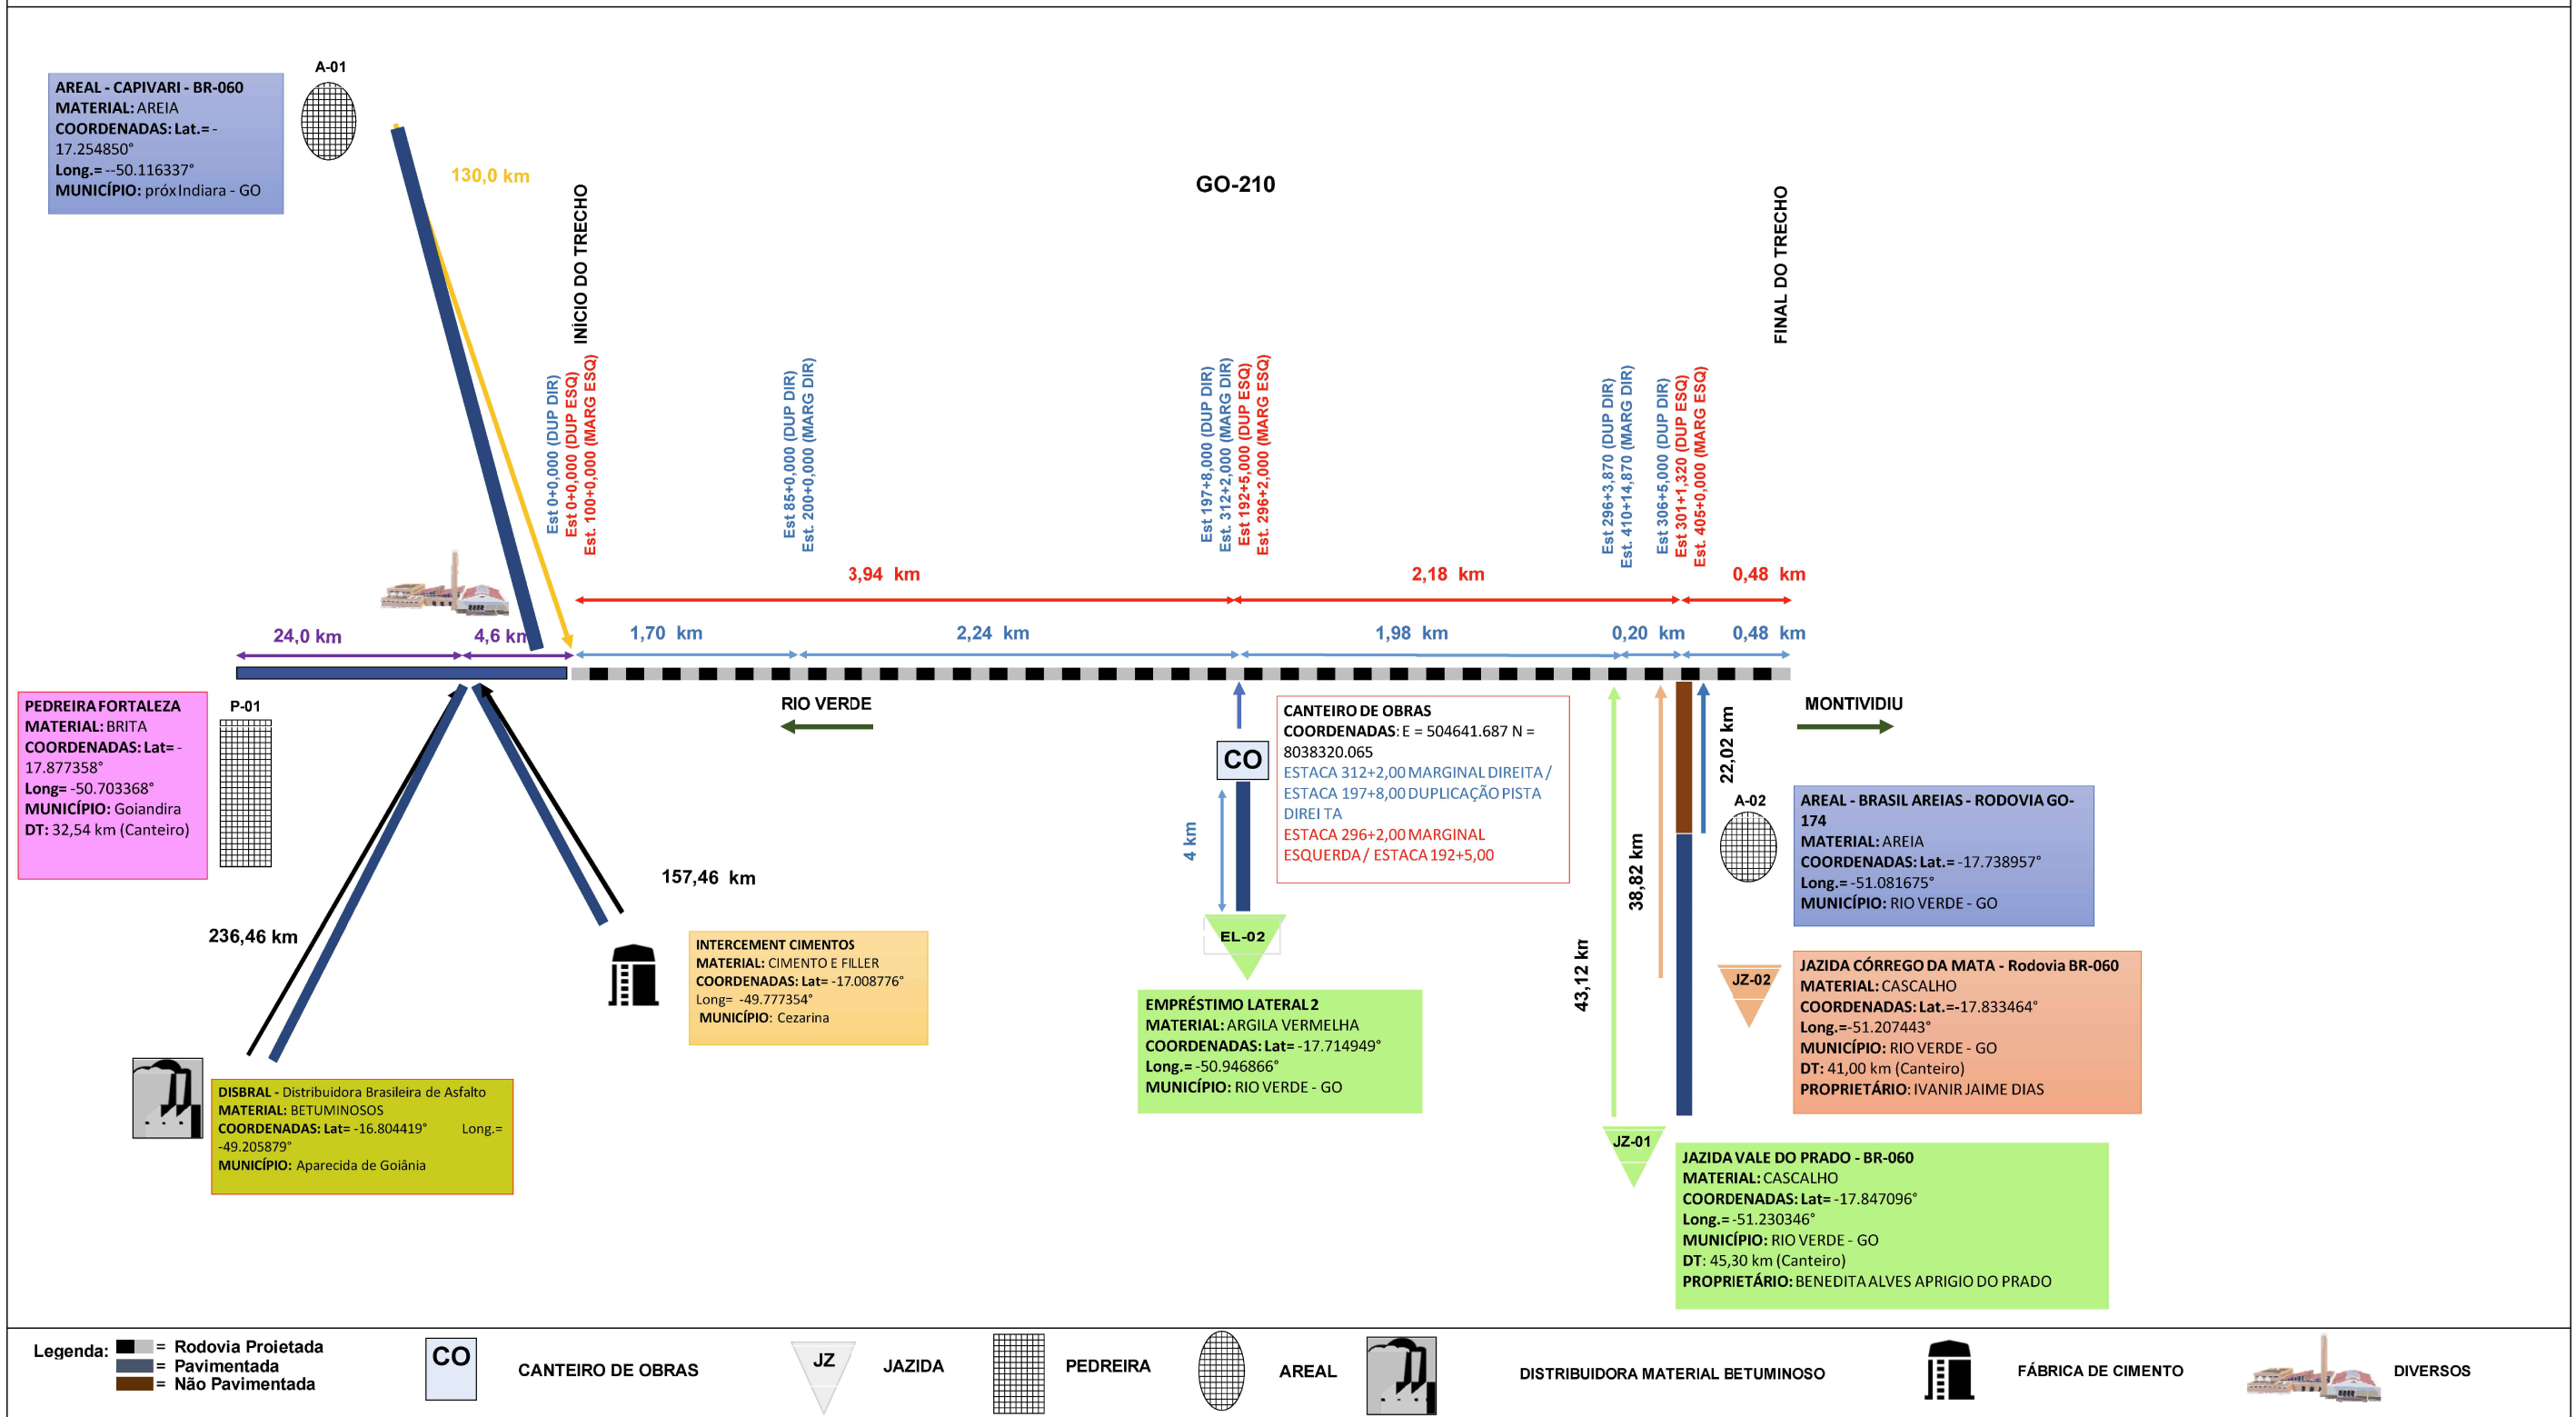 A-01
AREAL - CAPIVARI - BR-060
MATERIAL: AREIA
COORDENADAS: Lat.= -
17.254850°
Long.= --50.116337°
MUNICÍPIO: próx Indiara - GO
130,0 km
GO-210
INÍCIO DO TRECHO
FINAL DO TRECHO
Est 0+0,000 (DUP DIR)
Est 0+0,000 (DUP ESQ)
Est. 100+0,000 (MARG ESQ)
Est 85+0,000 (DUP DIR)
Est. 200+0,000 (MARG DIR)
Est 197+8,000 (DUP DIR)
Est. 312+2,000 (MARG DIR)
Est 192+5,000 (DUP ESQ)
Est. 296+2,000 (MARG ESQ)
Est 296+3,870 (DUP DIR)
Est. 410+14,870 (MARG DIR)
Est 306+5,000 (DUP DIR)
Est 301+1,320 (DUP ESQ)
Est. 405+0,000 (MARG ESQ)
3,94 km
2,18 km
0,48 km
24,0 km
4,6 km
1,70 km
2,24 km
1,98 km
0,20 km
0,48 km
RIO VERDE
MONTIVIDIU
PEDREIRA FORTALEZA
MATERIAL: BRITA
COORDENADAS: Lat= -
17.877358°
Long= -50.703368°
MUNICÍPIO: Goiandira
DT: 32,54 km (Canteiro)
P-01
CO
CANTEIRO DE OBRAS
COORDENADAS: E = 504641.687 N =
8038320.065
ESTACA 312+2,00 MARGINAL DIREITA /
ESTACA 197+8,00 DUPLICAÇÃO PISTA
DIREI TA
ESTACA 296+2,00 MARGINAL
ESQUERDA / ESTACA 192+5,00
4 km
22,02 km
A-02
AREAL - BRASIL AREIAS - RODOVIA GO-
174
MATERIAL: AREIA
COORDENADAS: Lat.= -17.738957°
Long.= -51.081675°
MUNICÍPIO: RIO VERDE - GO
38,82 km
43,12 km
157,46 km
236,46 km
EL-02
INTERCEMENT CIMENTOS
MATERIAL: CIMENTO E FILLER
COORDENADAS: Lat= -17.008776°
Long= -49.777354°
MUNICÍPIO: Cezarina
EMPRÉSTIMO LATERAL 2
MATERIAL: ARGILA VERMELHA
COORDENADAS: Lat= -17.714949°
Long.= -50.946866°
MUNICÍPIO: RIO VERDE - GO
JZ-02
JAZIDA CÓRREGO DA MATA - Rodovia BR-060
MATERIAL: CASCALHO
COORDENADAS: Lat.=-17.833464°
Long.=-51.207443°
MUNICÍPIO: RIO VERDE - GO
DT: 41,00 km (Canteiro)
PROPRIETÁRIO: IVANIR JAIME DIAS
DISBRAL - Distribuidora Brasileira de Asfalto
MATERIAL: BETUMINOSOS
COORDENADAS: Lat= -16.804419° Long.=
-49.205879°
MUNICÍPIO: Aparecida de Goiânia
JZ-01
JAZIDA VALE DO PRADO - BR-060
MATERIAL: CASCALHO
COORDENADAS: Lat= -17.847096°
Long.= -51.230346°
MUNICÍPIO: RIO VERDE - GO
DT: 45,30 km (Canteiro)
PROPRIETÁRIO: BENEDITA ALVES APRIGIO DO PRADO
Legenda:
= Rodovia Projetada
= Pavimentada
= Não Pavimentada
CO
CANTEIRO DE OBRAS
JZ
JAZIDA
PEDREIRA
AREAL
DISTRIBUIDORA MATERIAL BETUMINOSO
FÁBRICA DE CIMENTO
DIVERSOS